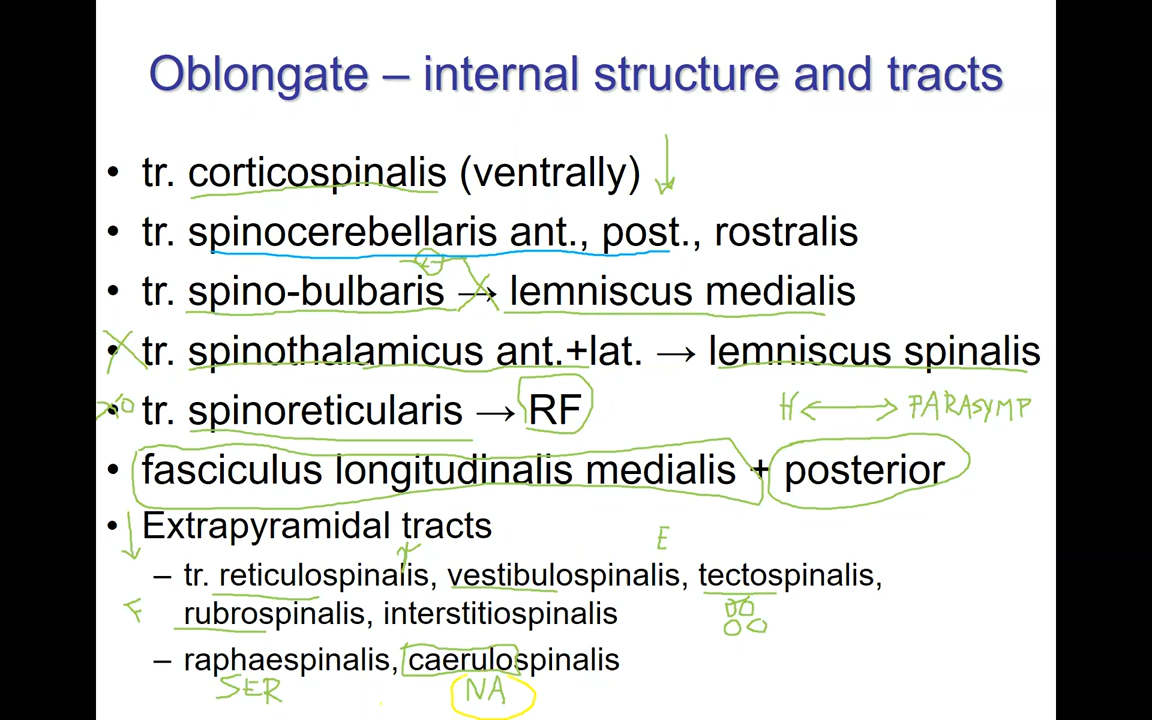 Oblongate – internal structure and tracts
• tr. corticospinalis (ventrally)
• tr. spinocerebellaris ant., post., rostralis
• tr. spino-bulbaris → lemniscus medialis
• tr. spinothalamicus ant.+lat. → lemniscus spinalis
• tr. spinoreticularis → RF
H ↔ PARASYMP
• fasciculus longitudinalis medialis + posterior
• Extrapyramidal tracts
E
– tr. reticulospinalis, vestibulospinalis, tectospinalis,
F
rubrospinalis, interstitiospinalis
– raphaespinalis, caerulospinalis
SER NA